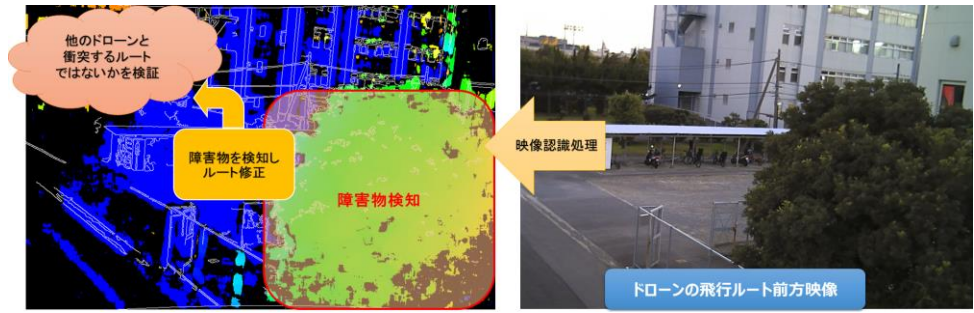 他のドローンと
衝突するルート
ではないかを検証
障害物を検知し
ルート修正
障害物検知
映像認識処理
ドローンの飛行ルート前方映像